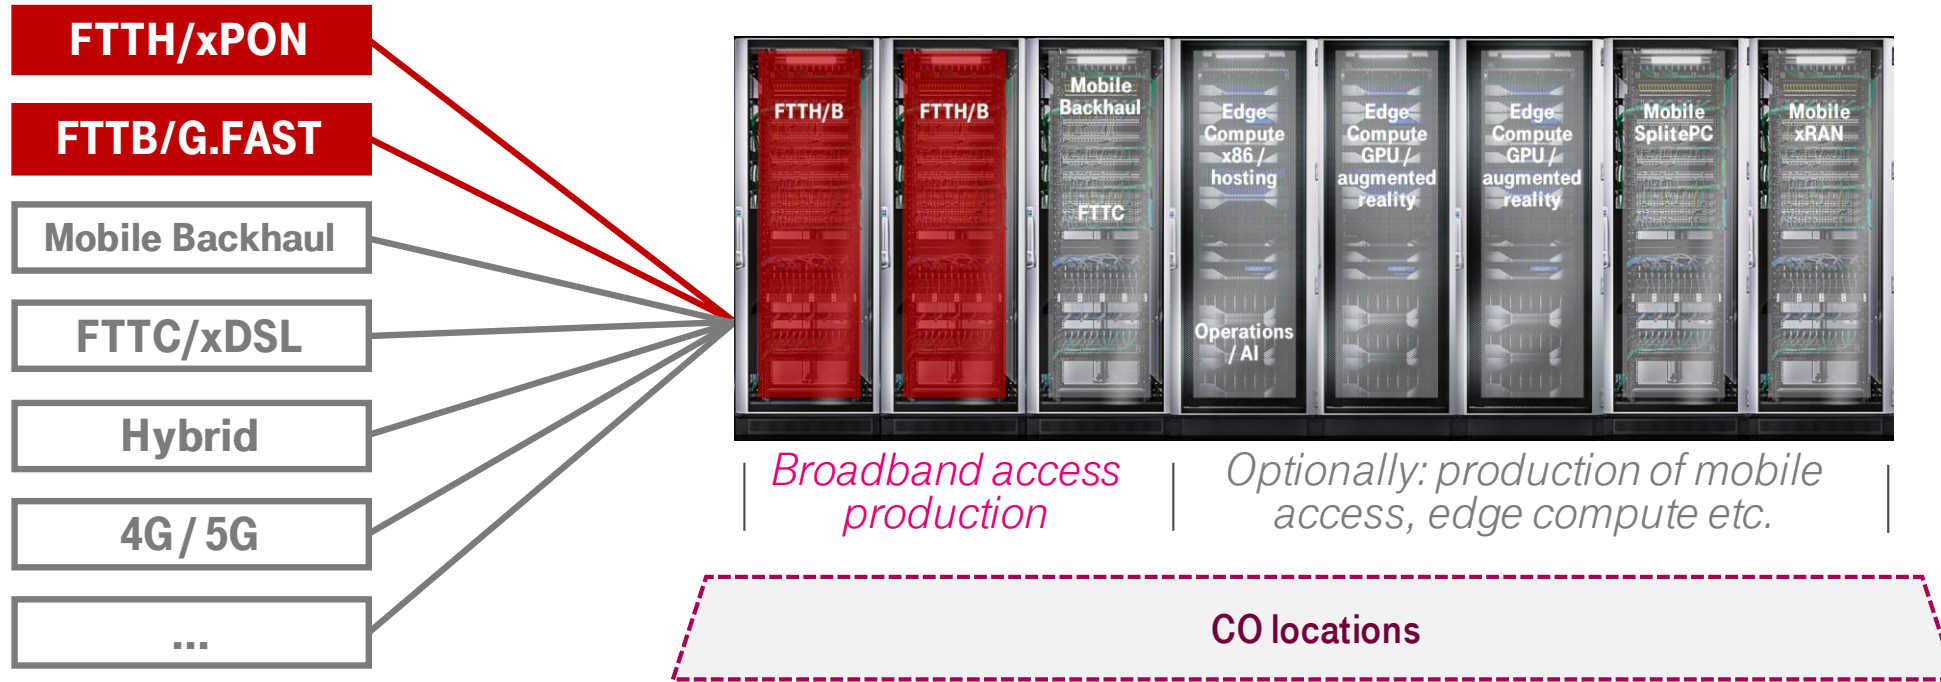 FTTH/xPON
FTTB/G.FAST
Mobile Backhaul
FTTC/xDSL
Hybrid
4G / 5G
...
FTTH/B
FTTH/B
Mobile
Backhaul
FTTC
Edge
Compute
x86 /
hosting
Operations
/ AI
Edge
Compute
GPU /
augmented
reality
Edge
Compute
GPU /
augmented
reality
Mobile
SplitePC
Mobile
xRAN
Broadband access
production
Optionally: production of mobile
access, edge compute etc.
CO locations